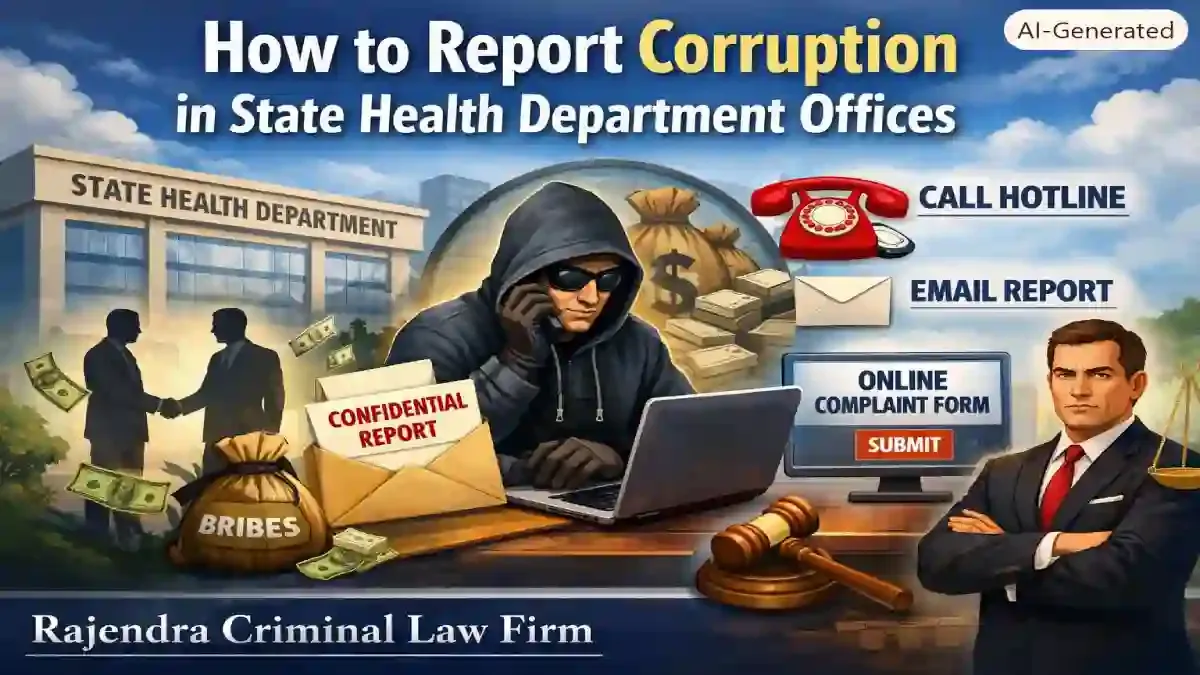 AI-Generated
How to Report Corruption
in State Health Department Offices
STATE HEALTH DEPARTMENT
CALL HOTLINE
EMAIL REPORT
$
CONFIDENTIAL
REPORT
ONLINE
COMPLAINT FORM
SUBMIT
BRIBES
Rajendra Criminal Law Firm